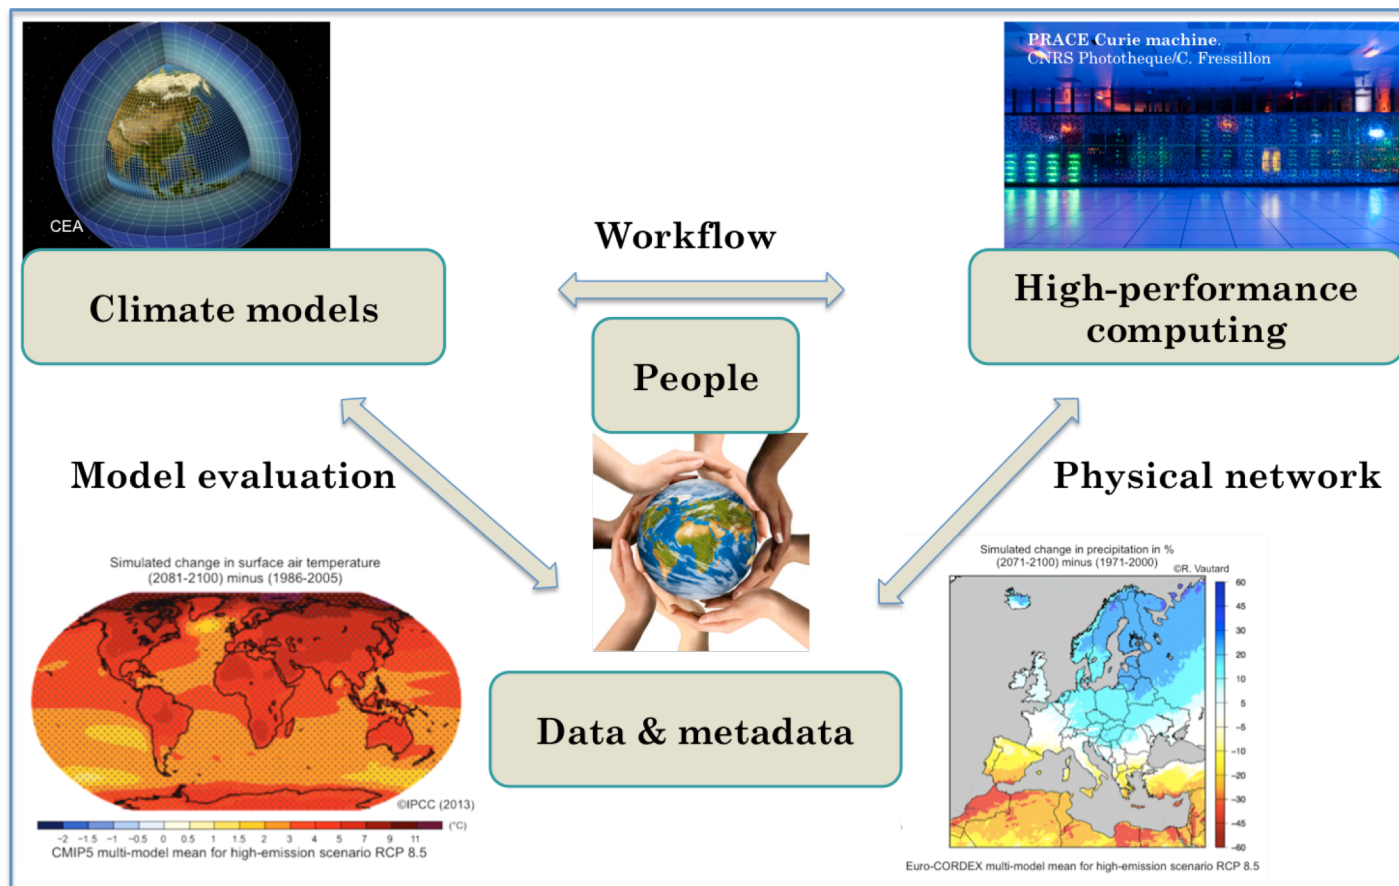 PRACE Curie machine.
CNRS Phototheque/C. Fressillon
CEA
Workflow
Climate models
High-performance
computing
People
Model evaluation
Physical network
Simulated change in surface air temperature
(2081-2100) minus (1986-2005)
Simulated change in precipitation in %
(2071-2100) minus (1971-2000)
©R. Vautard
60
45
30
20
10
5
-5
-10
-20
-30
-45
-60
Data & metadata
©IPCC (2013)
-2 -1.5 -1 -0.5 0 0.5 1 1.5 2 3 4 5 7 9 11 (°C)
CMIP5 multi-model mean for high-emission scenario RCP 8.5
Euro-CORDEX multi-model mean for high-emission scenario RCP 8.5